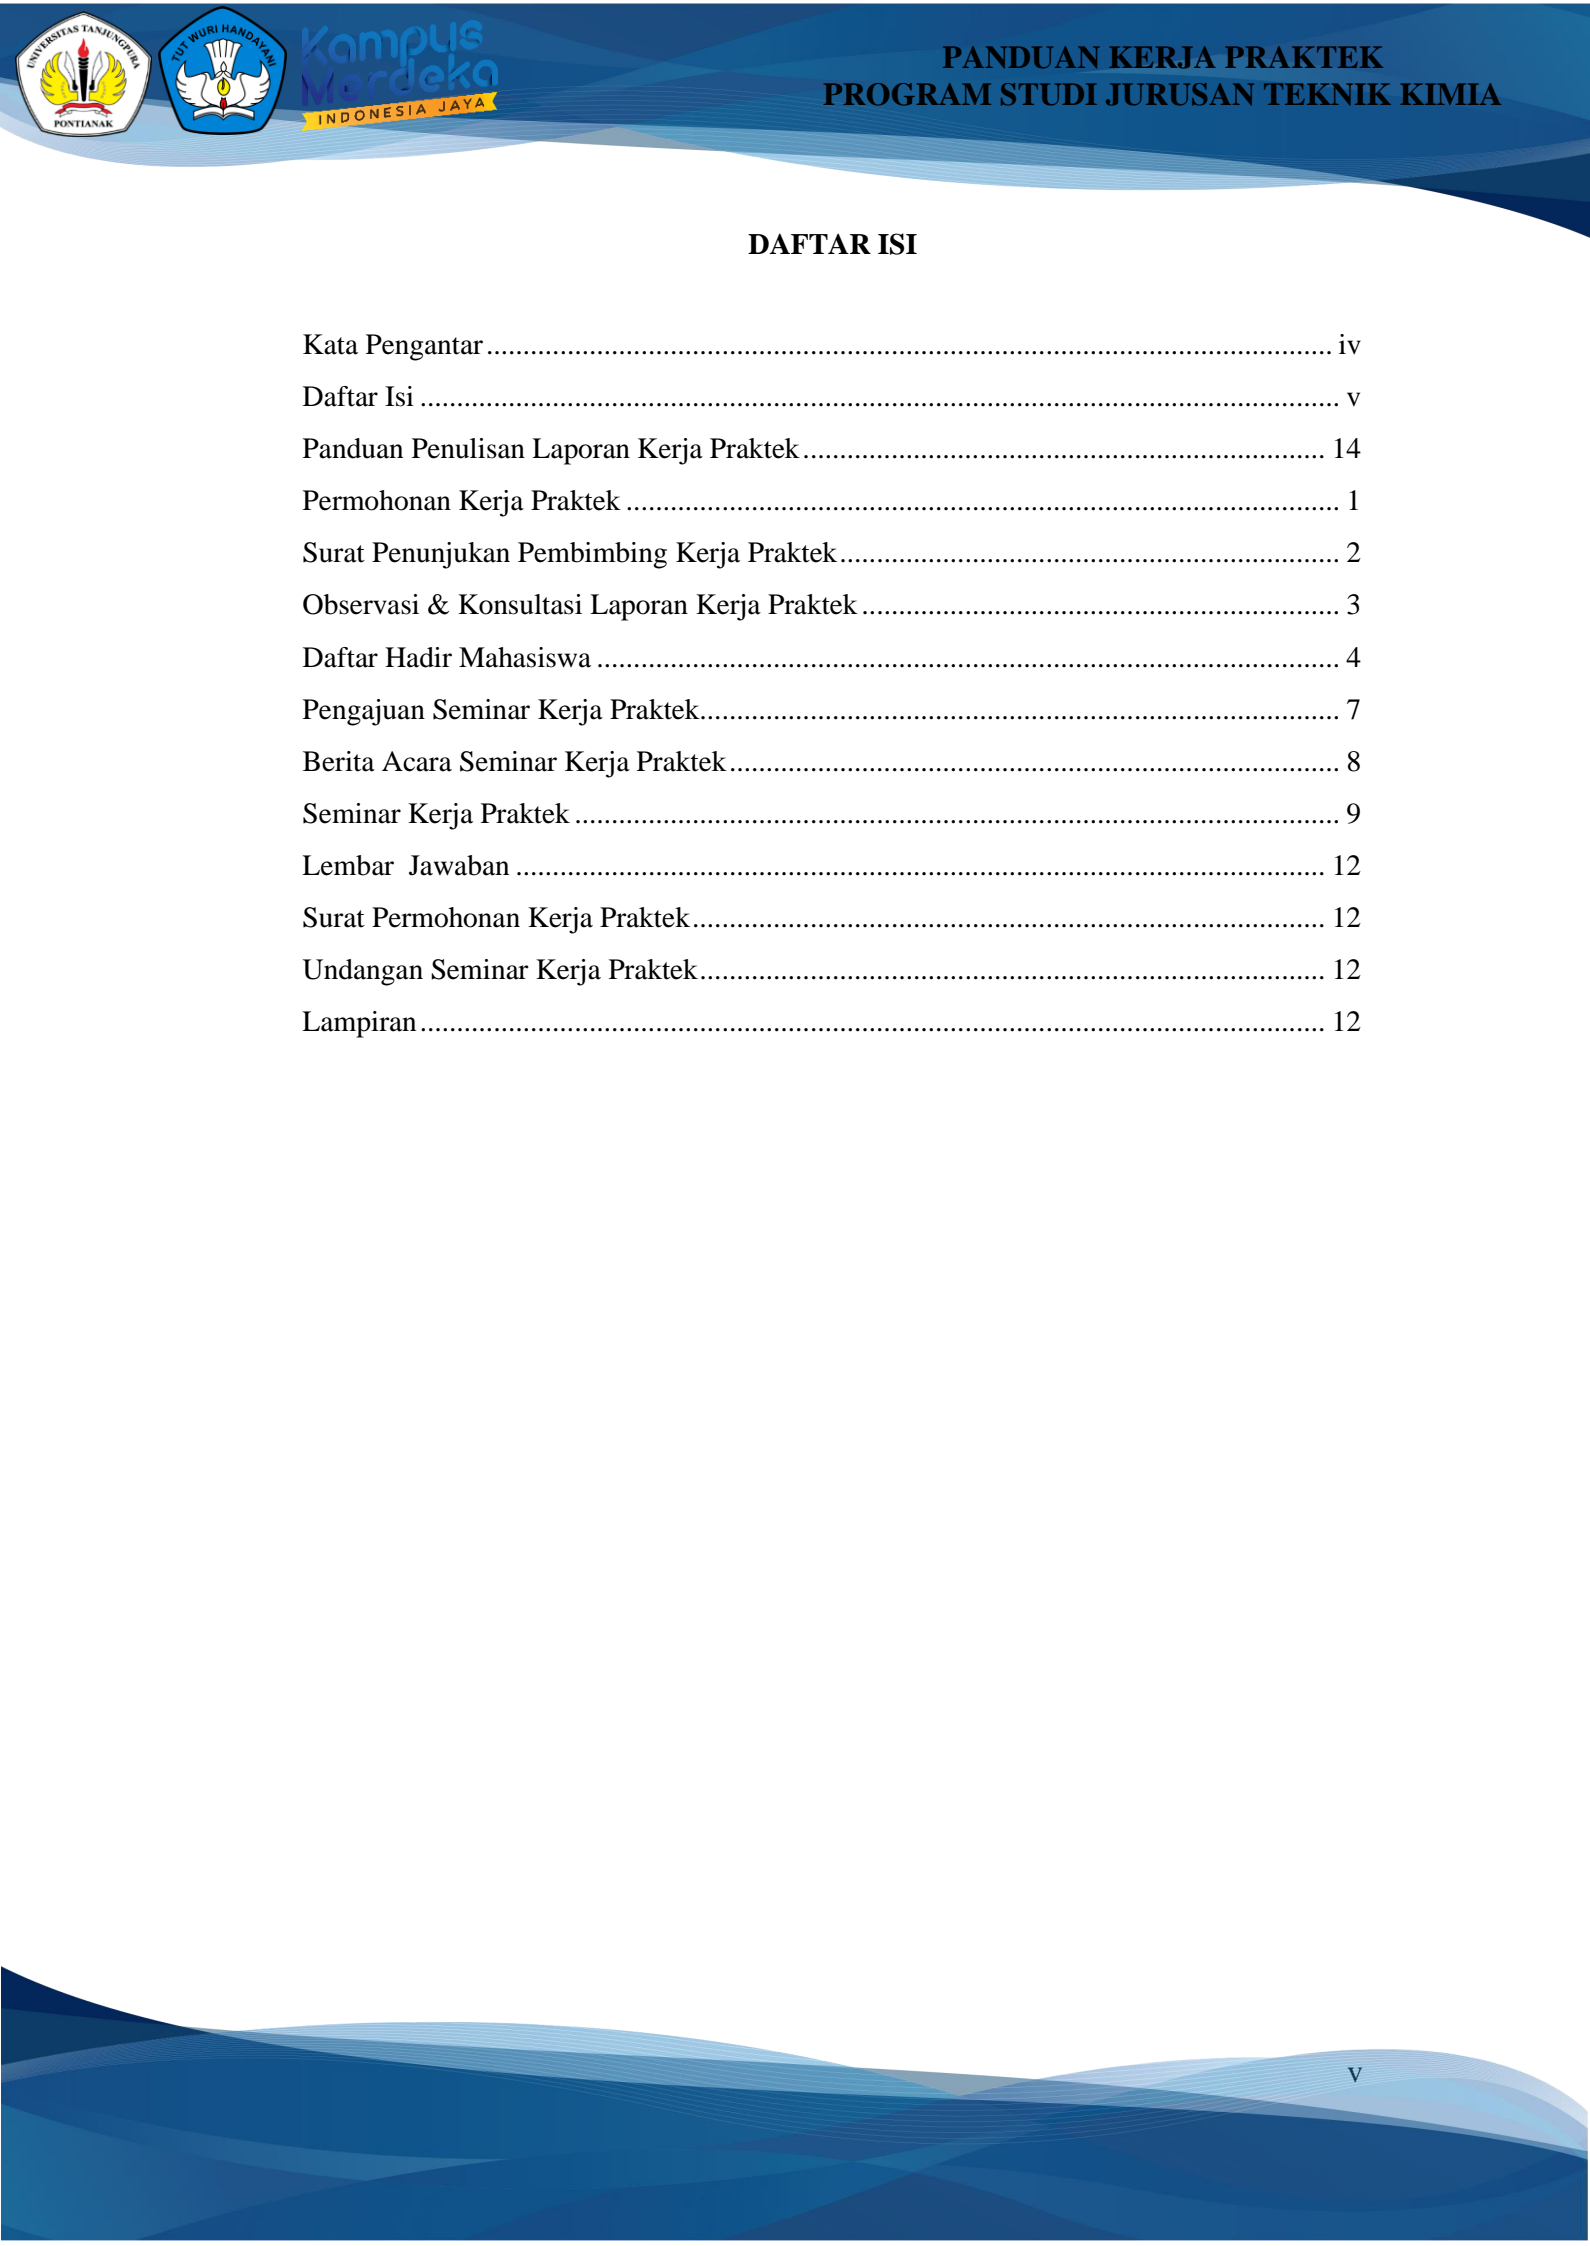 UNIVERSITAS TANJUNGPURA
PONTIANAK
TUT WURI HANDAYANI
Kampus
Merdeka
INDONESIA JAYA
PANDUAN KERJA PRAKTEK
PROGRAM STUDI JURUSAN TEKNIK KIMIA
DAFTAR ISI
Kata Pengantar ........................................ iv
Daftar Isi ........................................ v
Panduan Penulisan Laporan Kerja Praktek ........................................ 14
Permohonan Kerja Praktek ........................................ 1
Surat Penunjukan Pembimbing Kerja Praktek ........................................ 2
Observasi & Konsultasi Laporan Kerja Praktek ........................................ 3
Daftar Hadir Mahasiswa ........................................ 4
Pengajuan Seminar Kerja Praktek ........................................ 7
Berita Acara Seminar Kerja Praktek ........................................ 8
Seminar Kerja Praktek ........................................ 9
Lembar  Jawaban ........................................ 12
Surat Permohonan Kerja Praktek ........................................ 12
Undangan Seminar Kerja Praktek ........................................ 12
Lampiran ........................................ 12
v